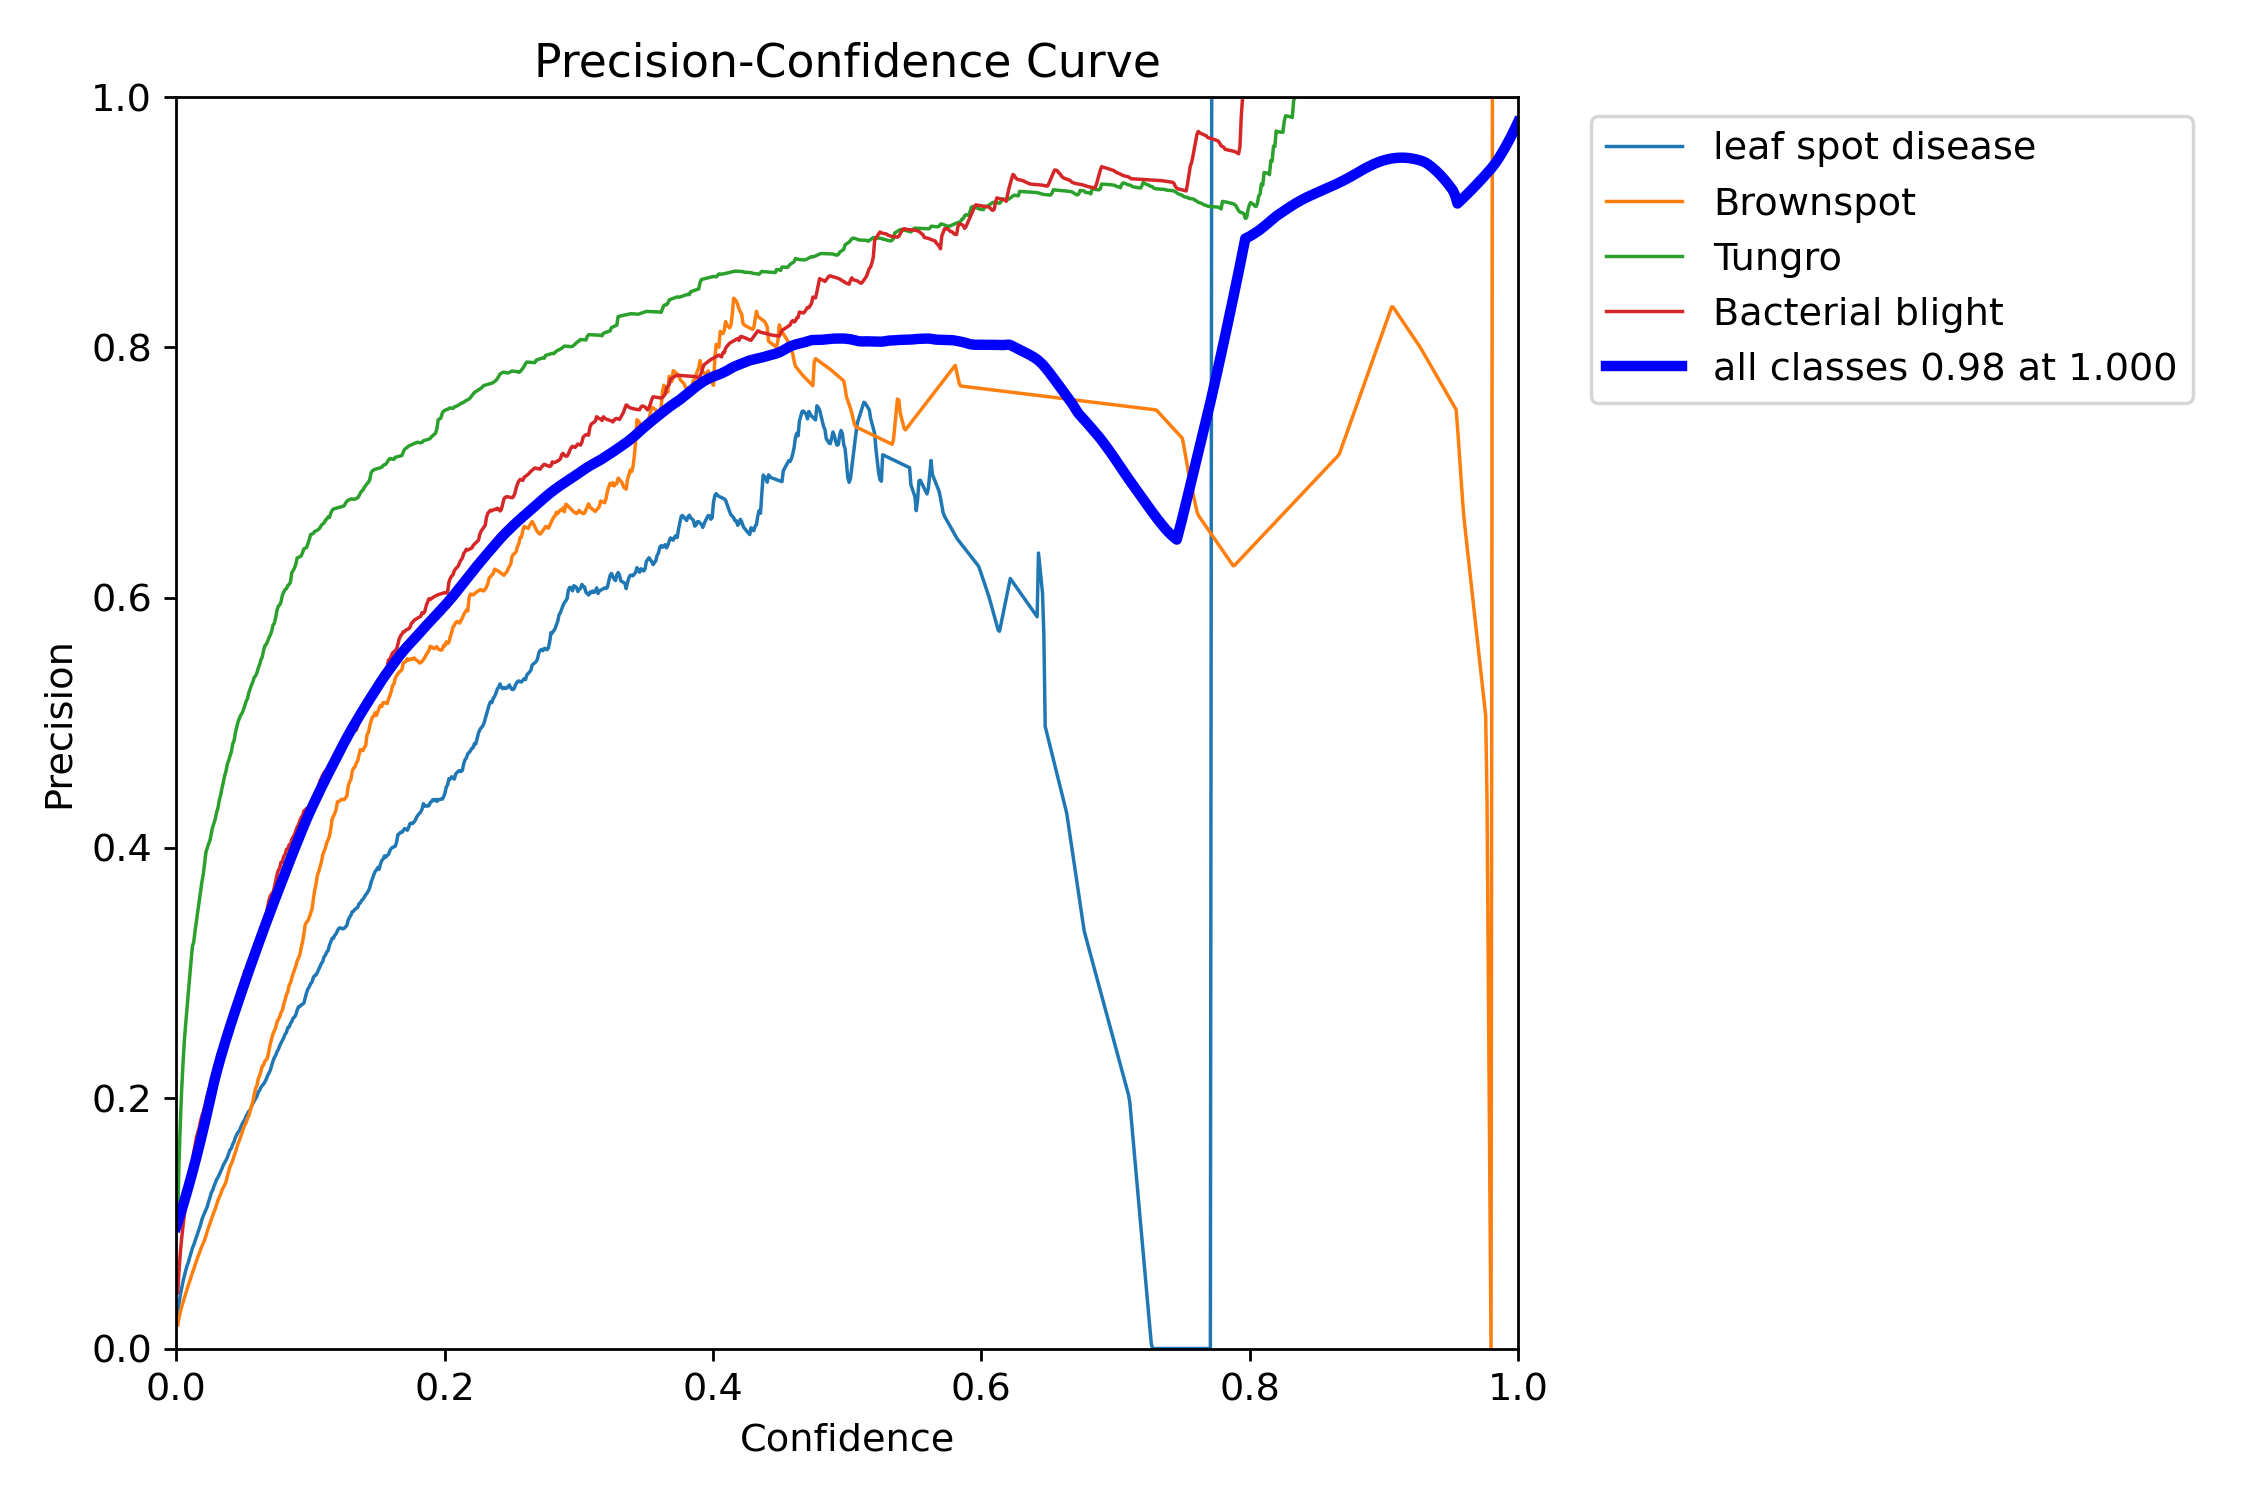 Precision-Confidence Curve
1.0
0.8
0.6
0.4
0.2
0.0
Precision
0.0 0.2 0.4 0.6 0.8 1.0
Confidence
leaf spot disease
Brownspot
Tungro
Bacterial blight
all classes 0.98 at 1.000